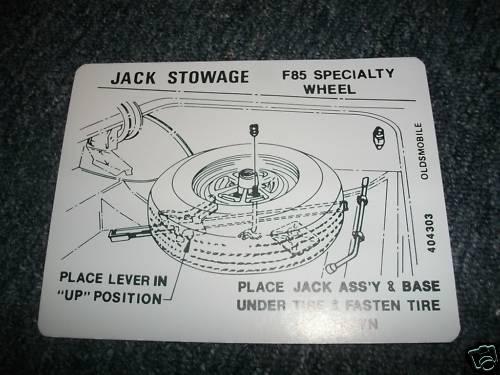 JACK STOWAGE
F85 SPECIALTY
WHEEL
OLDSMOBILE
404303
PLACE LEVER IN
"UP" POSITION
PLACE JACK ASS'Y & BASE
UNDER TIRE & FASTEN TIRE